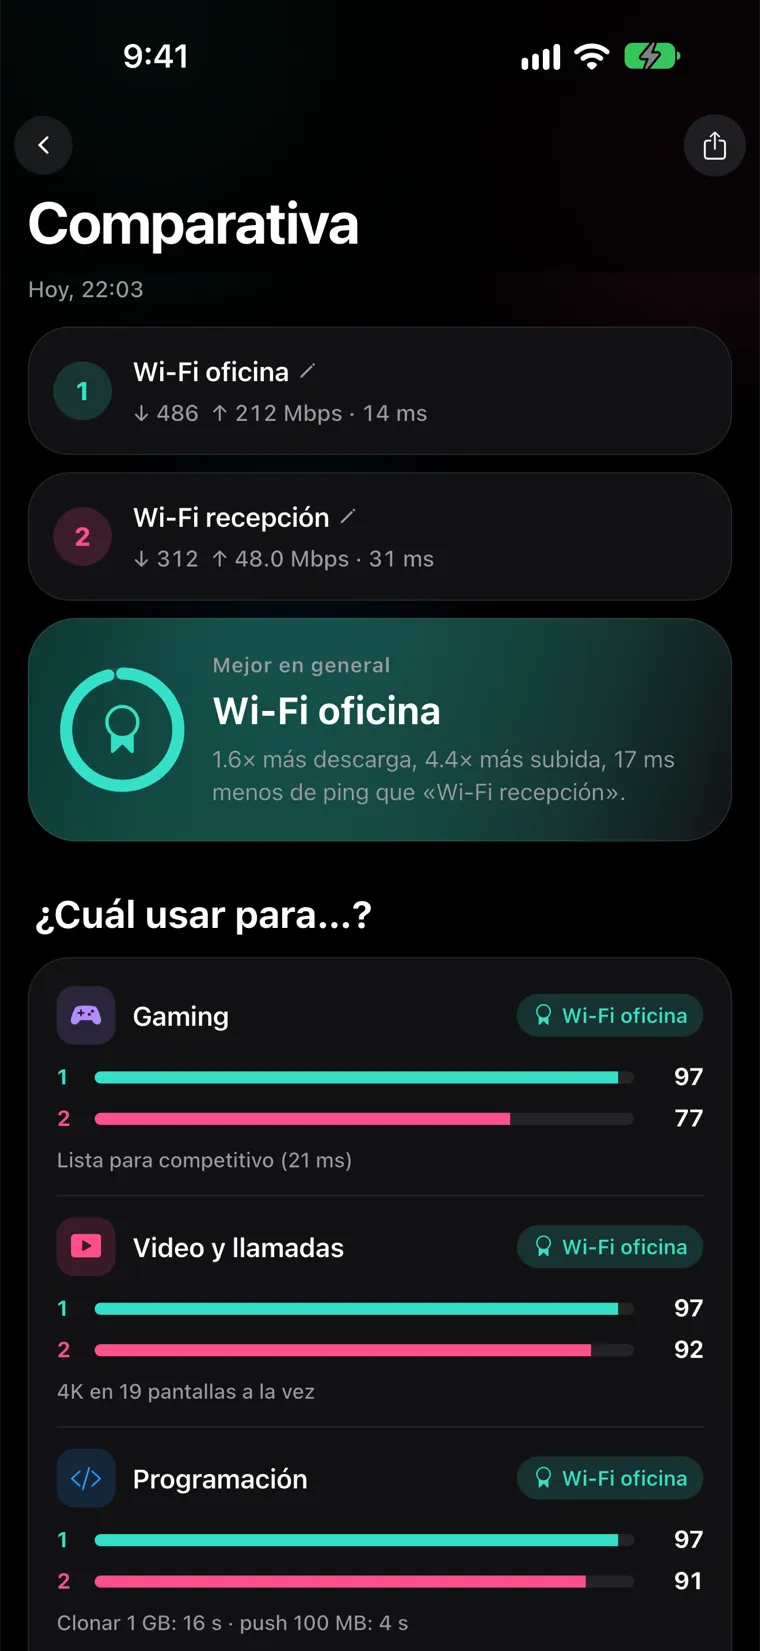 9:41
Comparativa
Hoy, 22:03
1
Wi-Fi oficina
↓ 486 ↑ 212 Mbps · 14 ms
2
Wi-Fi recepción
↓ 312 ↑ 48.0 Mbps · 31 ms
Mejor en general
Wi-Fi oficina
1.6× más descarga, 4.4× más subida, 17 ms
menos de ping que «Wi-Fi recepción».
¿Cuál usar para...?
Gaming
Wi-Fi oficina
1 97
2 77
Lista para competitivo (21 ms)
Video y llamadas
Wi-Fi oficina
1 97
2 92
4K en 19 pantallas a la vez
</> Programación
Wi-Fi oficina
1 97
2 91
Clonar 1 GB: 16 s · push 100 MB: 4 s